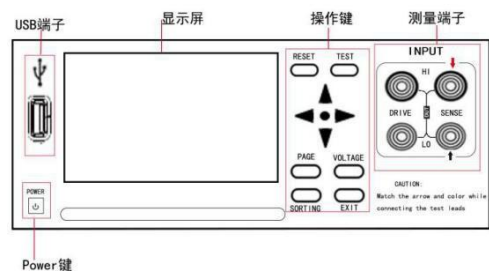 USB端子
显示屏
操作键
测量端子
RESET TEST
INPUT
HI
DRIVE SENSE
LO
PAGE VOLTAGE
SORTING EXIT
CAUTION:
Watch the arrow and color while
connecting the test leads
POWER
Power键